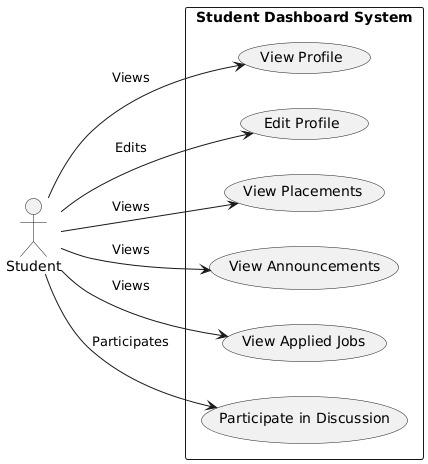 Student Dashboard System
View Profile
Views
Edit Profile
Edits
View Placements
Views
View Announcements
Views
Student
View Applied Jobs
Views
Participates
Participate in Discussion